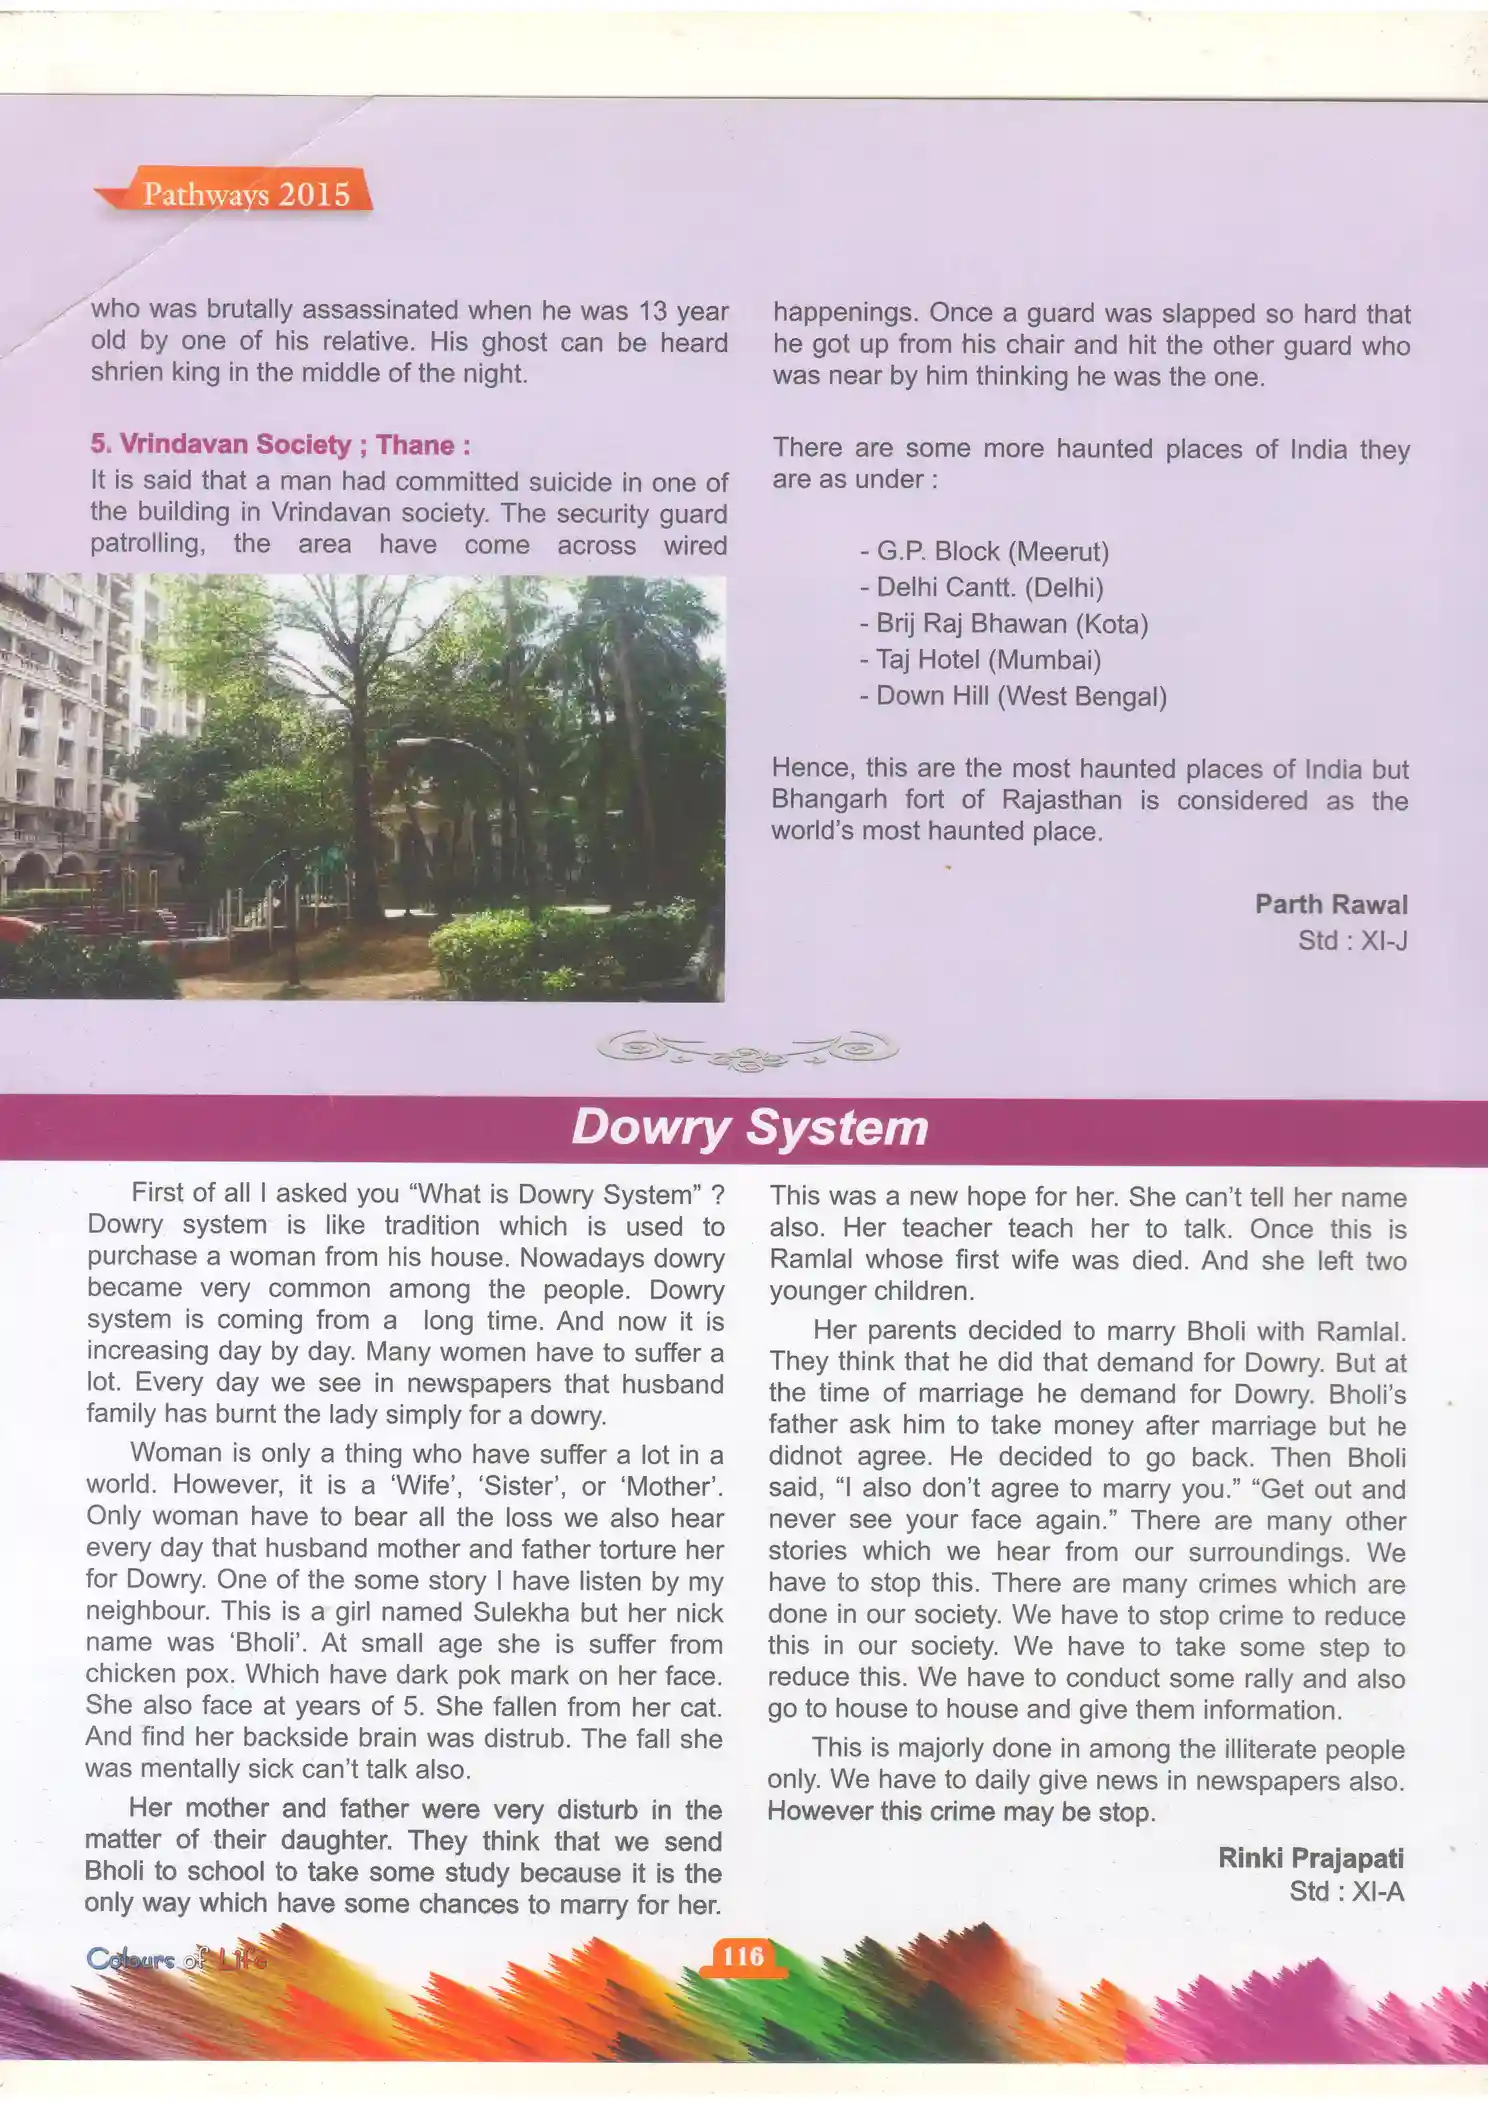 Pathways 2015
who was brutally assassinated when he was 13 year
old by one of his relative. His ghost can be heard
shrien king in the middle of the night.
5. Vrindavan Society ; Thane :
It is said that a man had committed suicide in one of
the building in Vrindavan society. The security guard
patrolling, the area have come across wired
happenings. Once a guard was slapped so hard that
he got up from his chair and hit the other guard who
was near by him thinking he was the one.
There are some more haunted places of India they
are as under :
- G.P. Block (Meerut)
- Delhi Cantt. (Delhi)
- Brij Raj Bhawan (Kota)
- Taj Hotel (Mumbai)
- Down Hill (West Bengal)
Hence, this are the most haunted places of India but
Bhangarh fort of Rajasthan is considered as the
world's most haunted place.
Parth Rawal
Std : XI-J
Dowry System
First of all I asked you “What is Dowry System” ?
Dowry system is like tradition which is used to
purchase a woman from his house. Nowadays dowry
became very common among the people. Dowry
system is coming from a long time. And now it is
increasing day by day. Many women have to suffer a
lot. Every day we see in newspapers that husband
family has burnt the lady simply for a dowry.
Woman is only a thing who have suffer a lot in a
world. However, it is a ‘Wife’, ‘Sister’, or ‘Mother’.
Only woman have to bear all the loss we also hear
every day that husband mother and father torture her
for Dowry. One of the some story I have listen by my
neighbour. This is a girl named Sulekha but her nick
name was ‘Bholi’. At small age she is suffer from
chicken pox. Which have dark pok mark on her face.
She also face at years of 5. She fallen from her cat.
And find her backside brain was distrub. The fall she
was mentally sick can’t talk also.
Her mother and father were very disturb in the
matter of their daughter. They think that we send
Bholi to school to take some study because it is the
only way which have some chances to marry for her.
This was a new hope for her. She can’t tell her name
also. Her teacher teach her to talk. Once this is
Ramlal whose first wife was died. And she left two
younger children.
Her parents decided to marry Bholi with Ramlal.
They think that he did that demand for Dowry. But at
the time of marriage he demand for Dowry. Bholi’s
father ask him to take money after marriage but he
didnot agree. He decided to go back. Then Bholi
said, “I also don’t agree to marry you.” “Get out and
never see your face again.” There are many other
stories which we hear from our surroundings. We
have to stop this. There are many crimes which are
done in our society. We have to stop crime to reduce
this in our society. We have to take some step to
reduce this. We have to conduct some rally and also
go to house to house and give them information.
This is majorly done in among the illiterate people
only. We have to daily give news in newspapers also.
However this crime may be stop.
Rinki Prajapati
Std : XI-A
Colours of Life
116